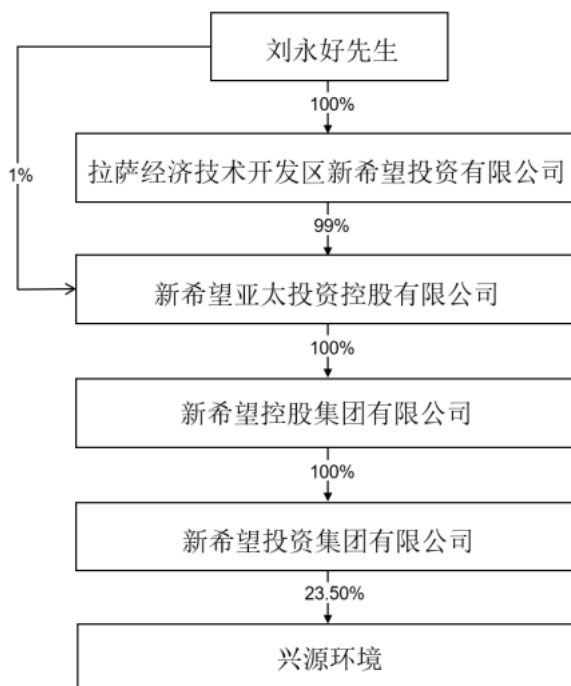 刘永好先生
100%
拉萨经济技术开发区新希望投资有限公司
1%
99%
新希望亚太投资控股有限公司
100%
新希望控股集团有限公司
100%
新希望投资集团有限公司
23.50%
兴源环境